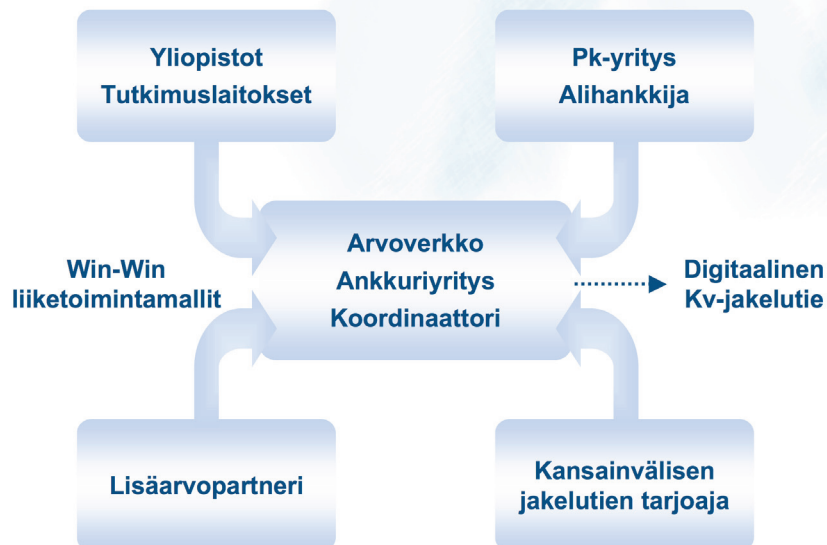 Yliopistot
Tutkimuslaitokset
Pk-yritys
Alihankkija
Win-Win
liiketoimintamallit
Arvoverkko
Ankkuriyritys
Koordinaattori
Digitaalinen
Kv-jakelutie
Lisäarvopartneri
Kansainvälisen
jakelutien tarjoaja